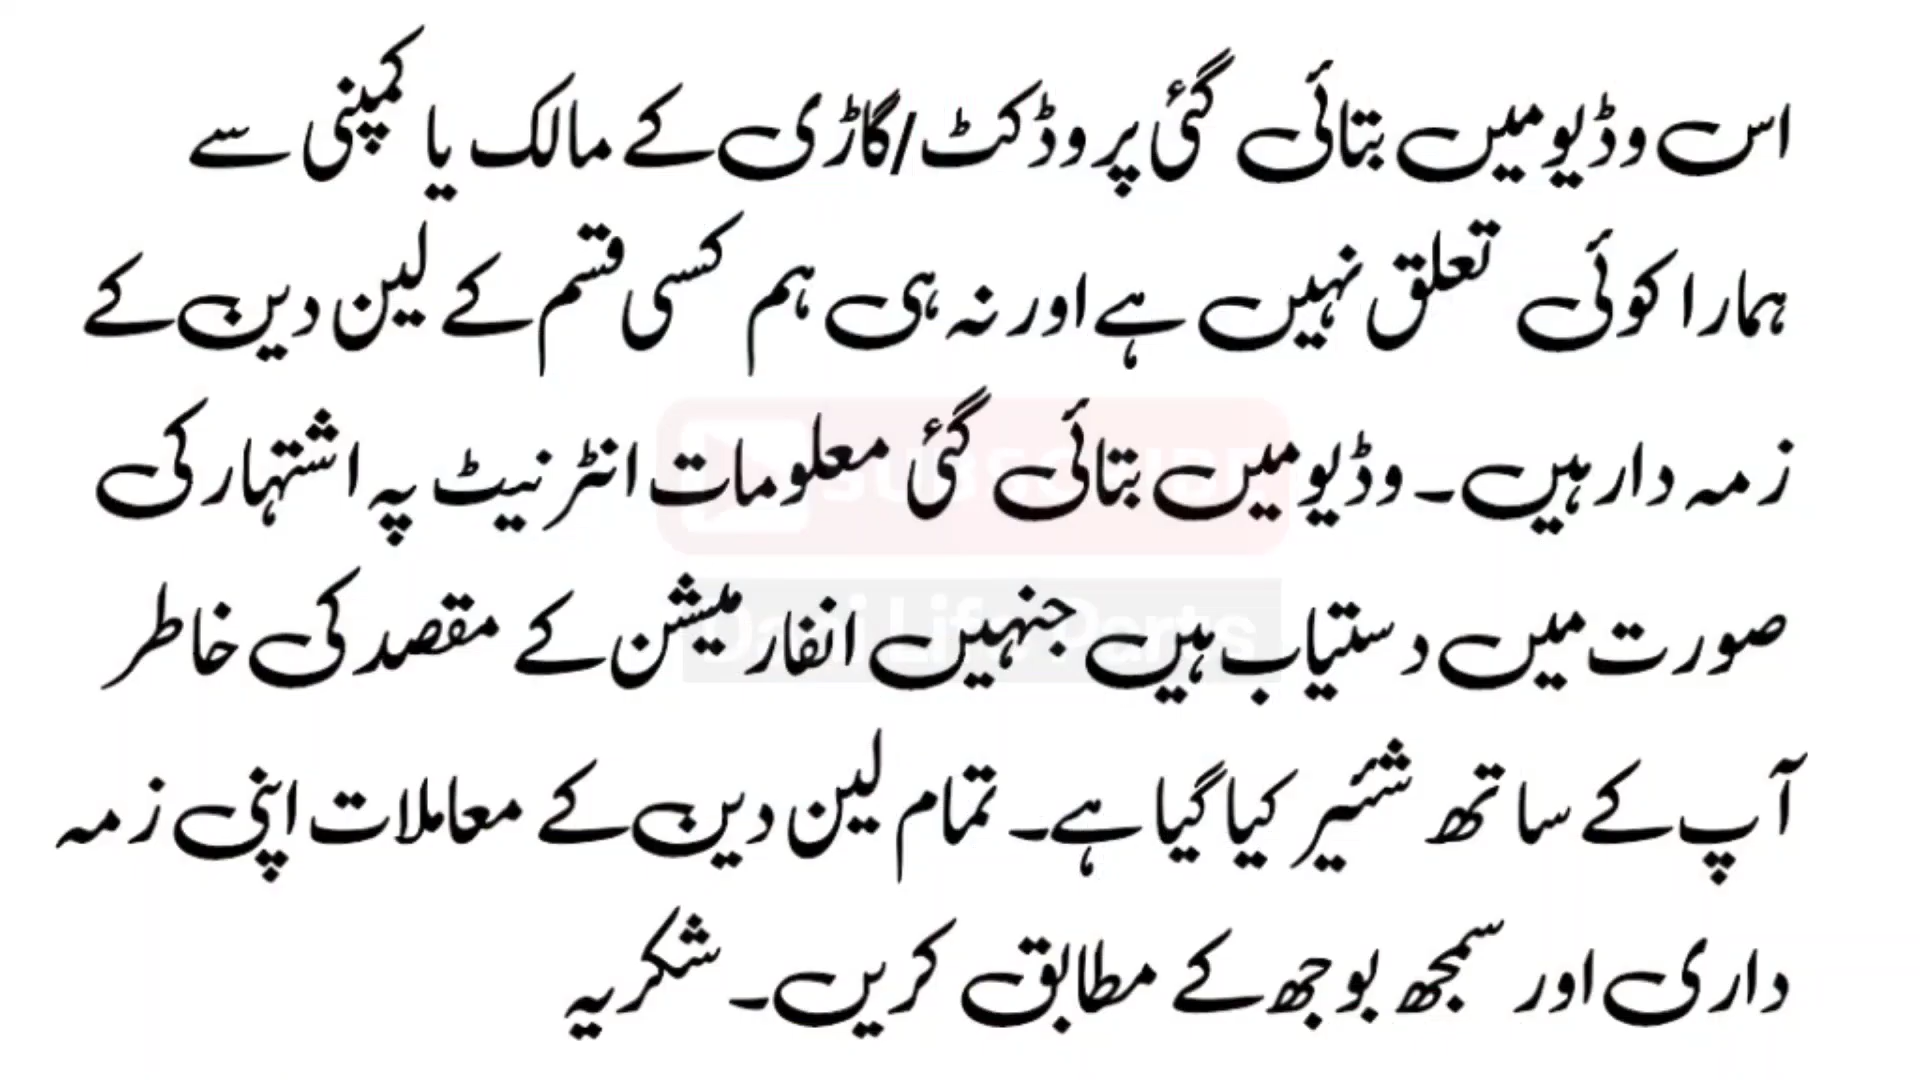 اس وڈیو میں بتائی گئی پروڈکٹ/گاڑی کے مالک یا کمپنی سے
ہمارا کوئی تعلق نہیں ہے اور نہ ہی ہم کسی قسم کے لین دین کے
زمہ دار ہیں۔ وڈیو میں بتائی گئی معلومات انٹرنیٹ پہ اشتہار کی
صورت میں دستیاب ہیں جنہیں انفارمیشن کے مقصد کی خاطر
آپ کے ساتھ شئیر کیا گیا ہے۔ تمام لین دین کے معاملات اپنی زمہ
داری اور سمجھ بوجھ کے مطابق کریں۔ شکریہ
SUBSCRIBE